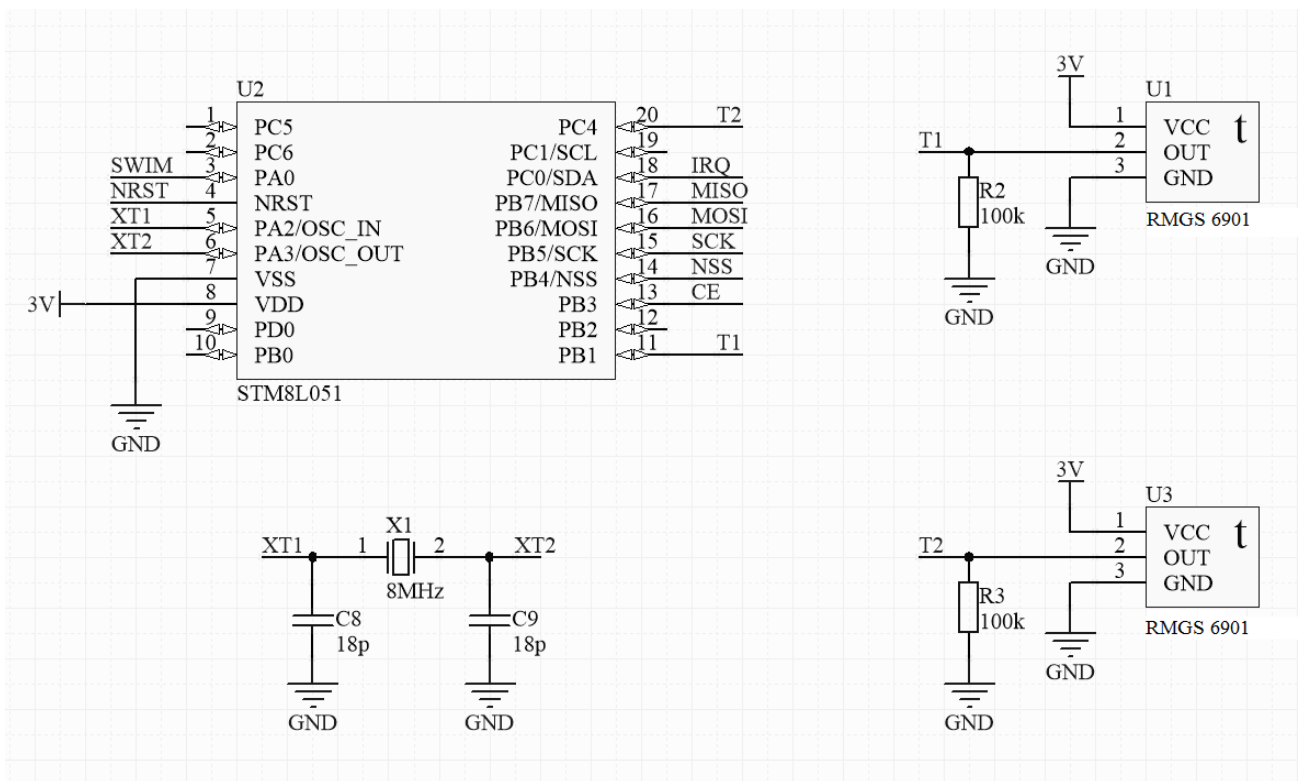 U2
1 PC5 PC4 20 T2
2 PC6 PC1/SCL 19
SWIM 3 PA0 PC0/SDA 18 IRQ
NRST 4 NRST PB7/MISO 17 MISO
XT1 5 PA2/OSC_IN PB6/MOSI 16 MOSI
XT2 6 PA3/OSC_OUT PB5/SCK 15 SCK
7 VSS PB4/NSS 14 NSS
3V 8 VDD PB3 13 CE
9 PD0 PB2 12
10 PB0 PB1 11 T1
STM8L051
GND
3V
U1
1 VCC t
T1 2 OUT
3 GND
R2
100k
RMGS 6901
GND
GND
X1
XT1 1 2 XT2
8MHz
C8
18p
C9
18p
GND
GND
3V
U3
1 VCC t
T2 2 OUT
3 GND
R3
100k
RMGS 6901
GND
GND